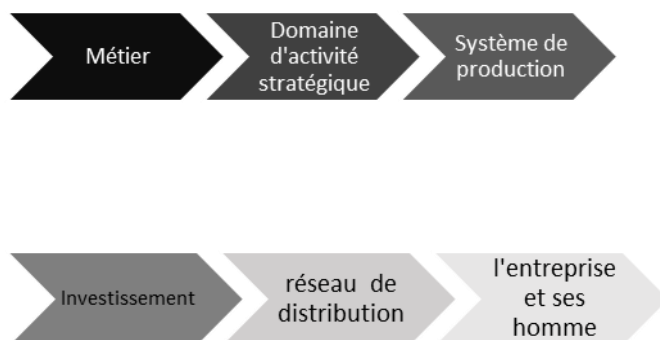 Métier
Domaine
d'activité
stratégique
Système de
production
Investissement
réseau de
distribution
l'entreprise
et ses
homme